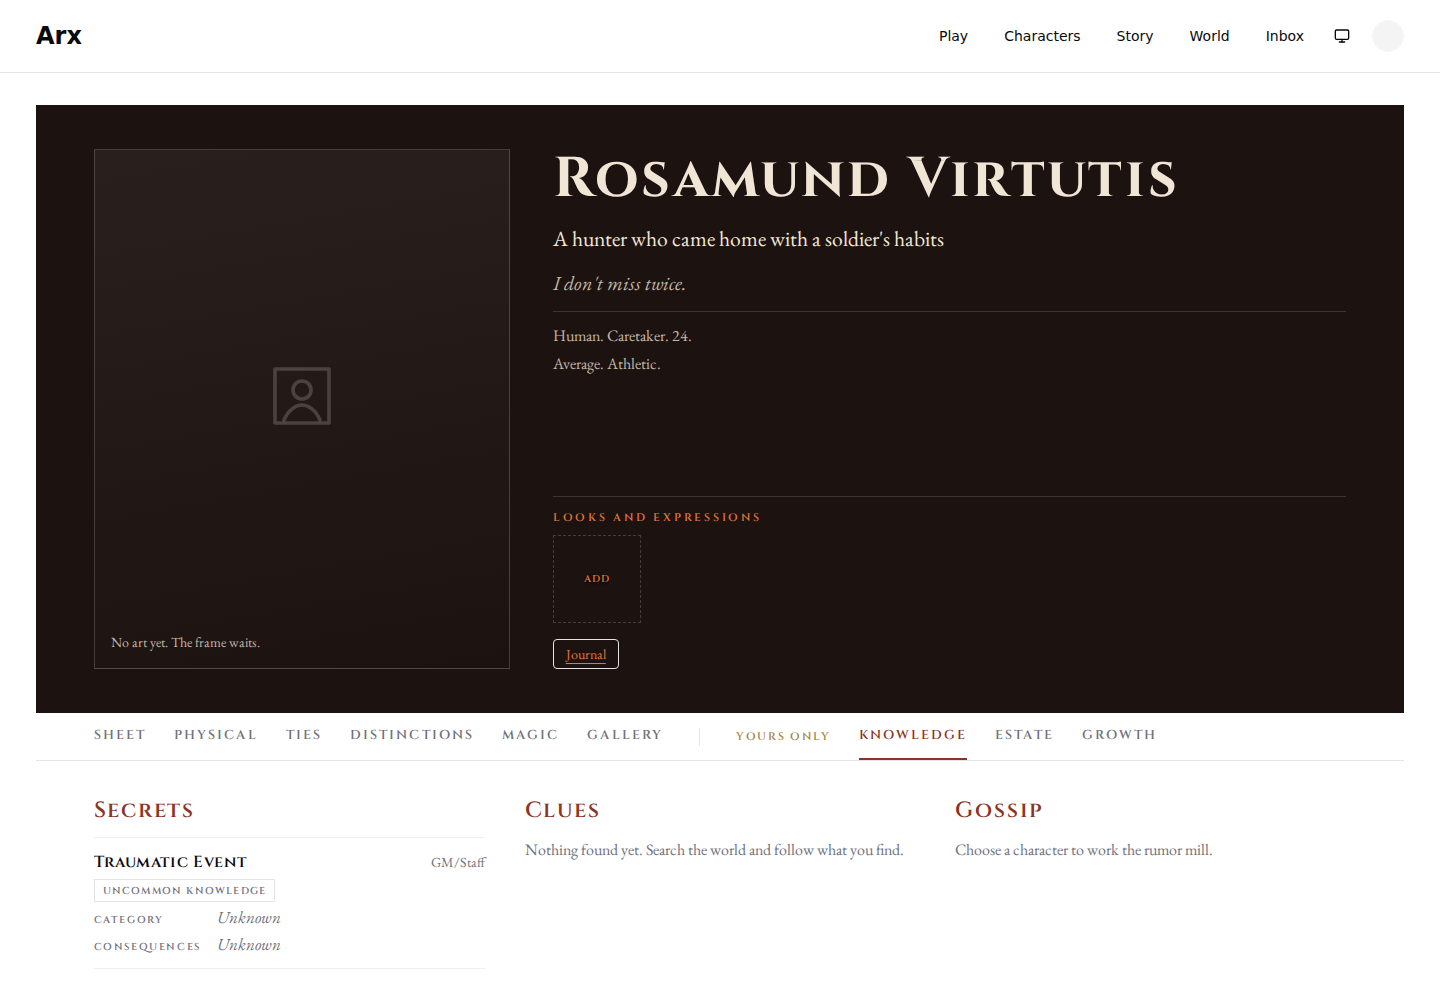 Arx
Play Characters Story World Inbox
Rosamund Virtutis
A hunter who came home with a soldier's habits
I don't miss twice.
Human. Caretaker. 24.
Average. Athletic.
LOOKS AND EXPRESSIONS
ADD
Journal
No art yet. The frame waits.
SHEET PHYSICAL TIES DISTINCTIONS MAGIC GALLERY YOURS ONLY KNOWLEDGE ESTATE GROWTH
Secrets
Traumatic Event GM/Staff
UNCOMMON KNOWLEDGE
CATEGORY Unknown
CONSEQUENCES Unknown
Clues
Nothing found yet. Search the world and follow what you find.
Gossip
Choose a character to work the rumor mill.